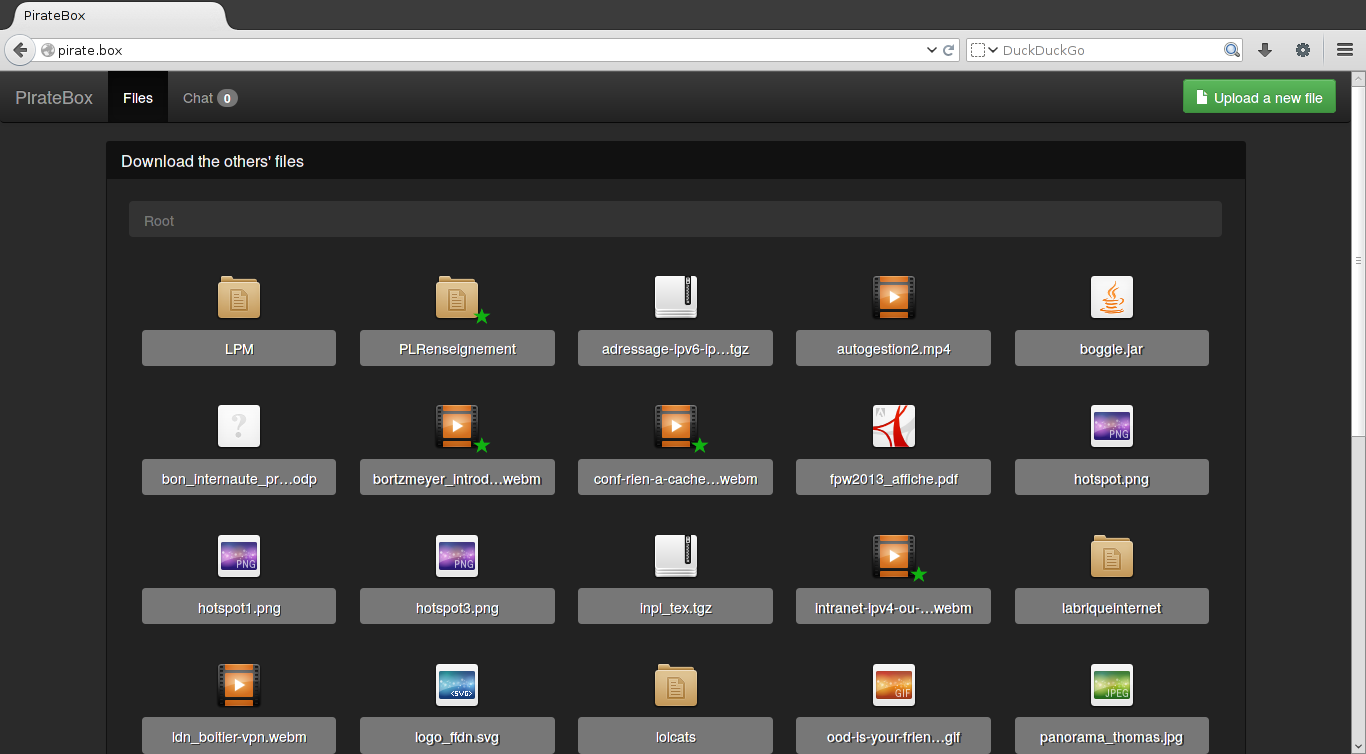 PirateBox
pirate.box
DuckDuckGo
PirateBox Files Chat 0 Upload a new file
Download the others' files
Root
LPM PLRenseignement adressage-ipv6-ip...tgz autogestion2.mp4 boggle.jar
?
PNG
bon_internaute_pr...odp bortzmeyer_introd...webm conf-rien-a-cache...webm fpw2013_affiche.pdf hotspot.png
PNG PNG
hotspot1.png hotspot3.png inpi_tex.tgz intranet-ipv4-ou-...webm labriqueinternet
<SVG> GIF JPEG
ldn_boitier-vpn.webm logo_ffdn.svg lolcats ood-is-your-frien...gif panorama_thomas.jpg